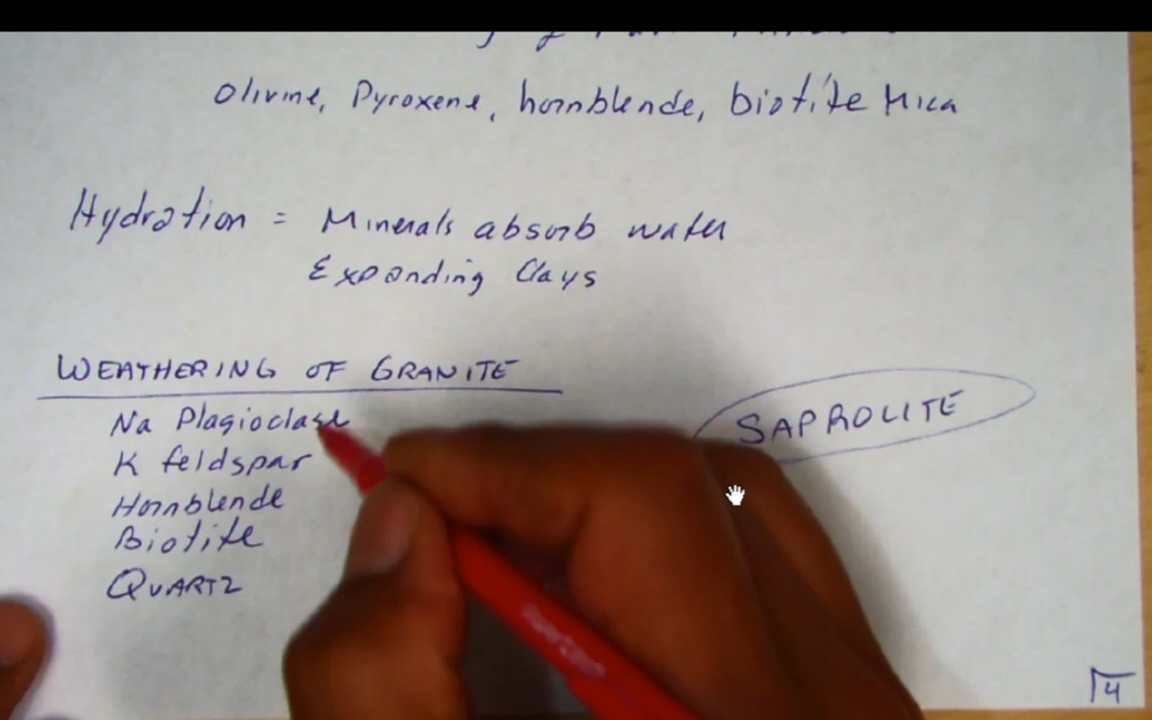 Olivine, Pyroxene, hornblende, biotite Mica
Hydration = Minerals absorb water
Expanding Clays
WEATHERING OF GRANITE
Na Plagioclase
SAPROLITE
K feldspar
Hornblende
Biotite
QUARTZ
4